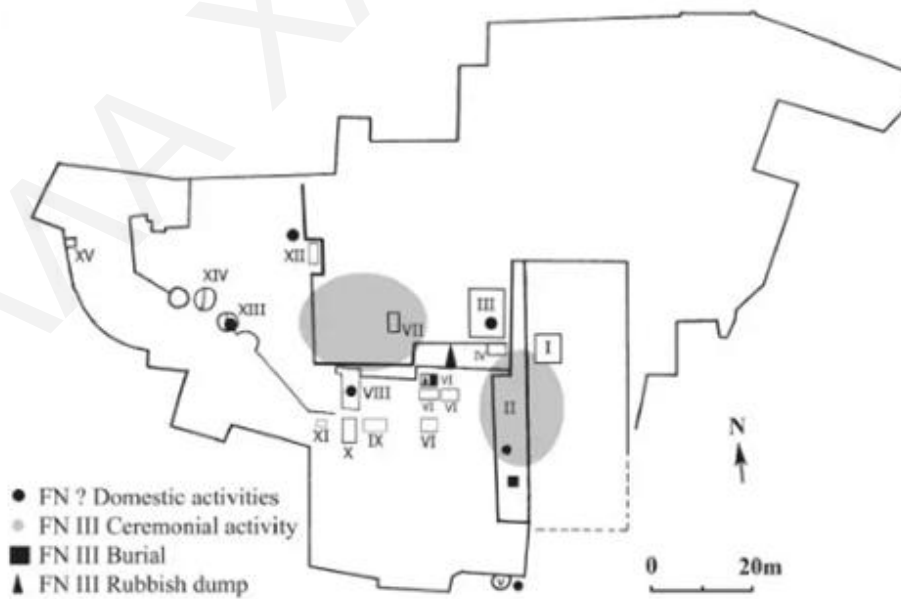 XV
XII
XIV
XIII
III
VII
IV
I
VI
VIII
VI
VI
II
XI
X
IX
VI
N
● FN ? Domestic activities
● FN III Ceremonial activity
■ FN III Burial
▲ FN III Rubbish dump
0 20m
V